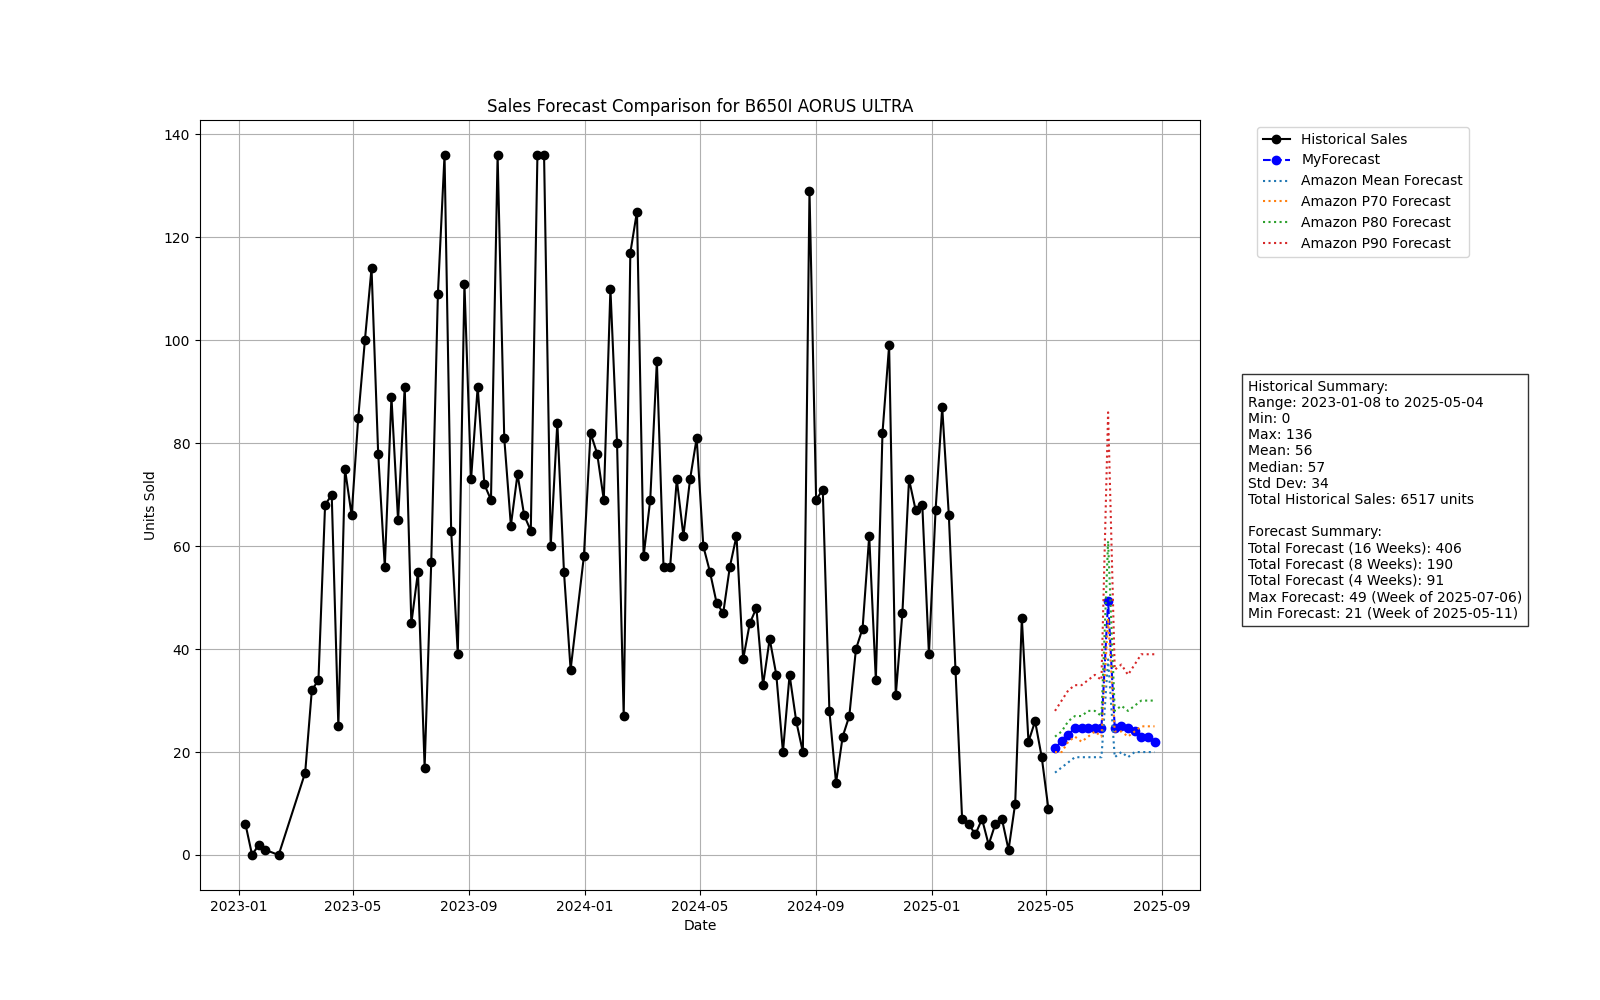 Sales Forecast Comparison for B650I AORUS ULTRA
140
120
100
80
60
40
20
0
Units Sold
2023-01
2023-05
2023-09
2024-01
2024-05
2024-09
2025-01
2025-05
2025-09
Date
Historical Sales
MyForecast
Amazon Mean Forecast
Amazon P70 Forecast
Amazon P80 Forecast
Amazon P90 Forecast
Historical Summary:
Range: 2023-01-08 to 2025-05-04
Min: 0
Max: 136
Mean: 56
Median: 57
Std Dev: 34
Total Historical Sales: 6517 units
Forecast Summary:
Total Forecast (16 Weeks): 406
Total Forecast (8 Weeks): 190
Total Forecast (4 Weeks): 91
Max Forecast: 49 (Week of 2025-07-06)
Min Forecast: 21 (Week of 2025-05-11)